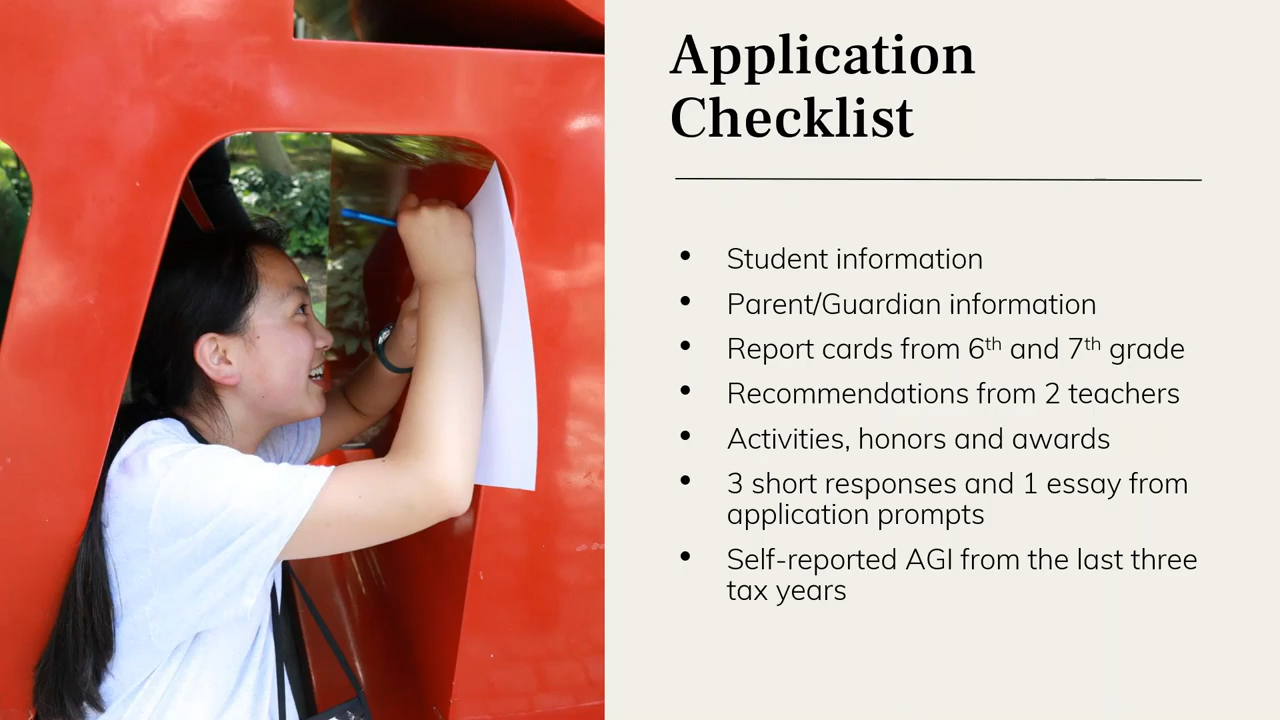 Application
Checklist
• Student information
• Parent/Guardian information
• Report cards from 6th and 7th grade
• Recommendations from 2 teachers
• Activities, honors and awards
• 3 short responses and 1 essay from
application prompts
• Self-reported AGI from the last three
tax years